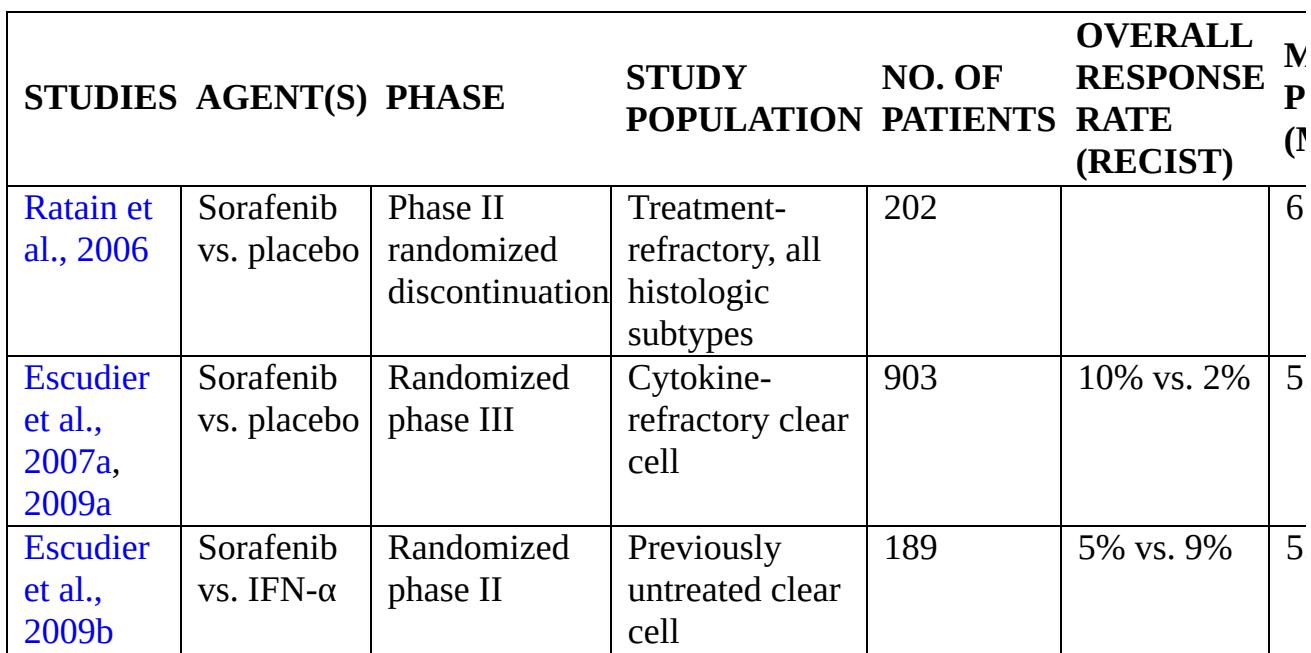 STUDIES AGENT(S) PHASE STUDY POPULATION NO. OF PATIENTS OVERALL RESPONSE RATE (RECIST)
Ratain et al., 2006 Sorafenib vs. placebo Phase II randomized discontinuation Treatment-refractory, all histologic subtypes 202 6
Escudier et al., 2007a, 2009a Sorafenib vs. placebo Randomized phase III Cytokine-refractory clear cell 903 10% vs. 2% 5
Escudier et al., 2009b Sorafenib vs. IFN-α Randomized phase II Previously untreated clear cell 189 5% vs. 9% 5